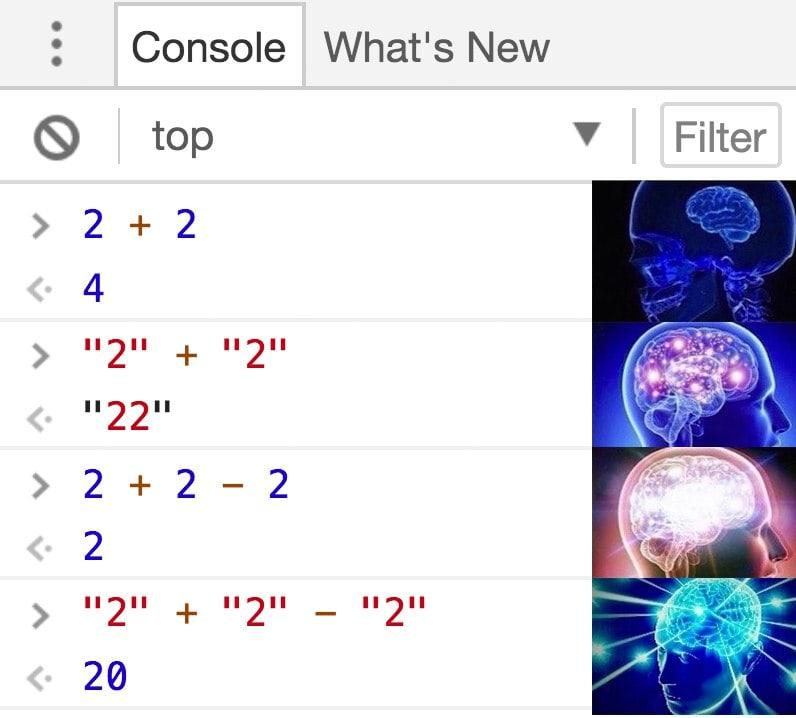 Console What's New
top Filter
> 2 + 2
4
> "2" + "2"
"22"
> 2 + 2 - 2
2
> "2" + "2" - "2"
20